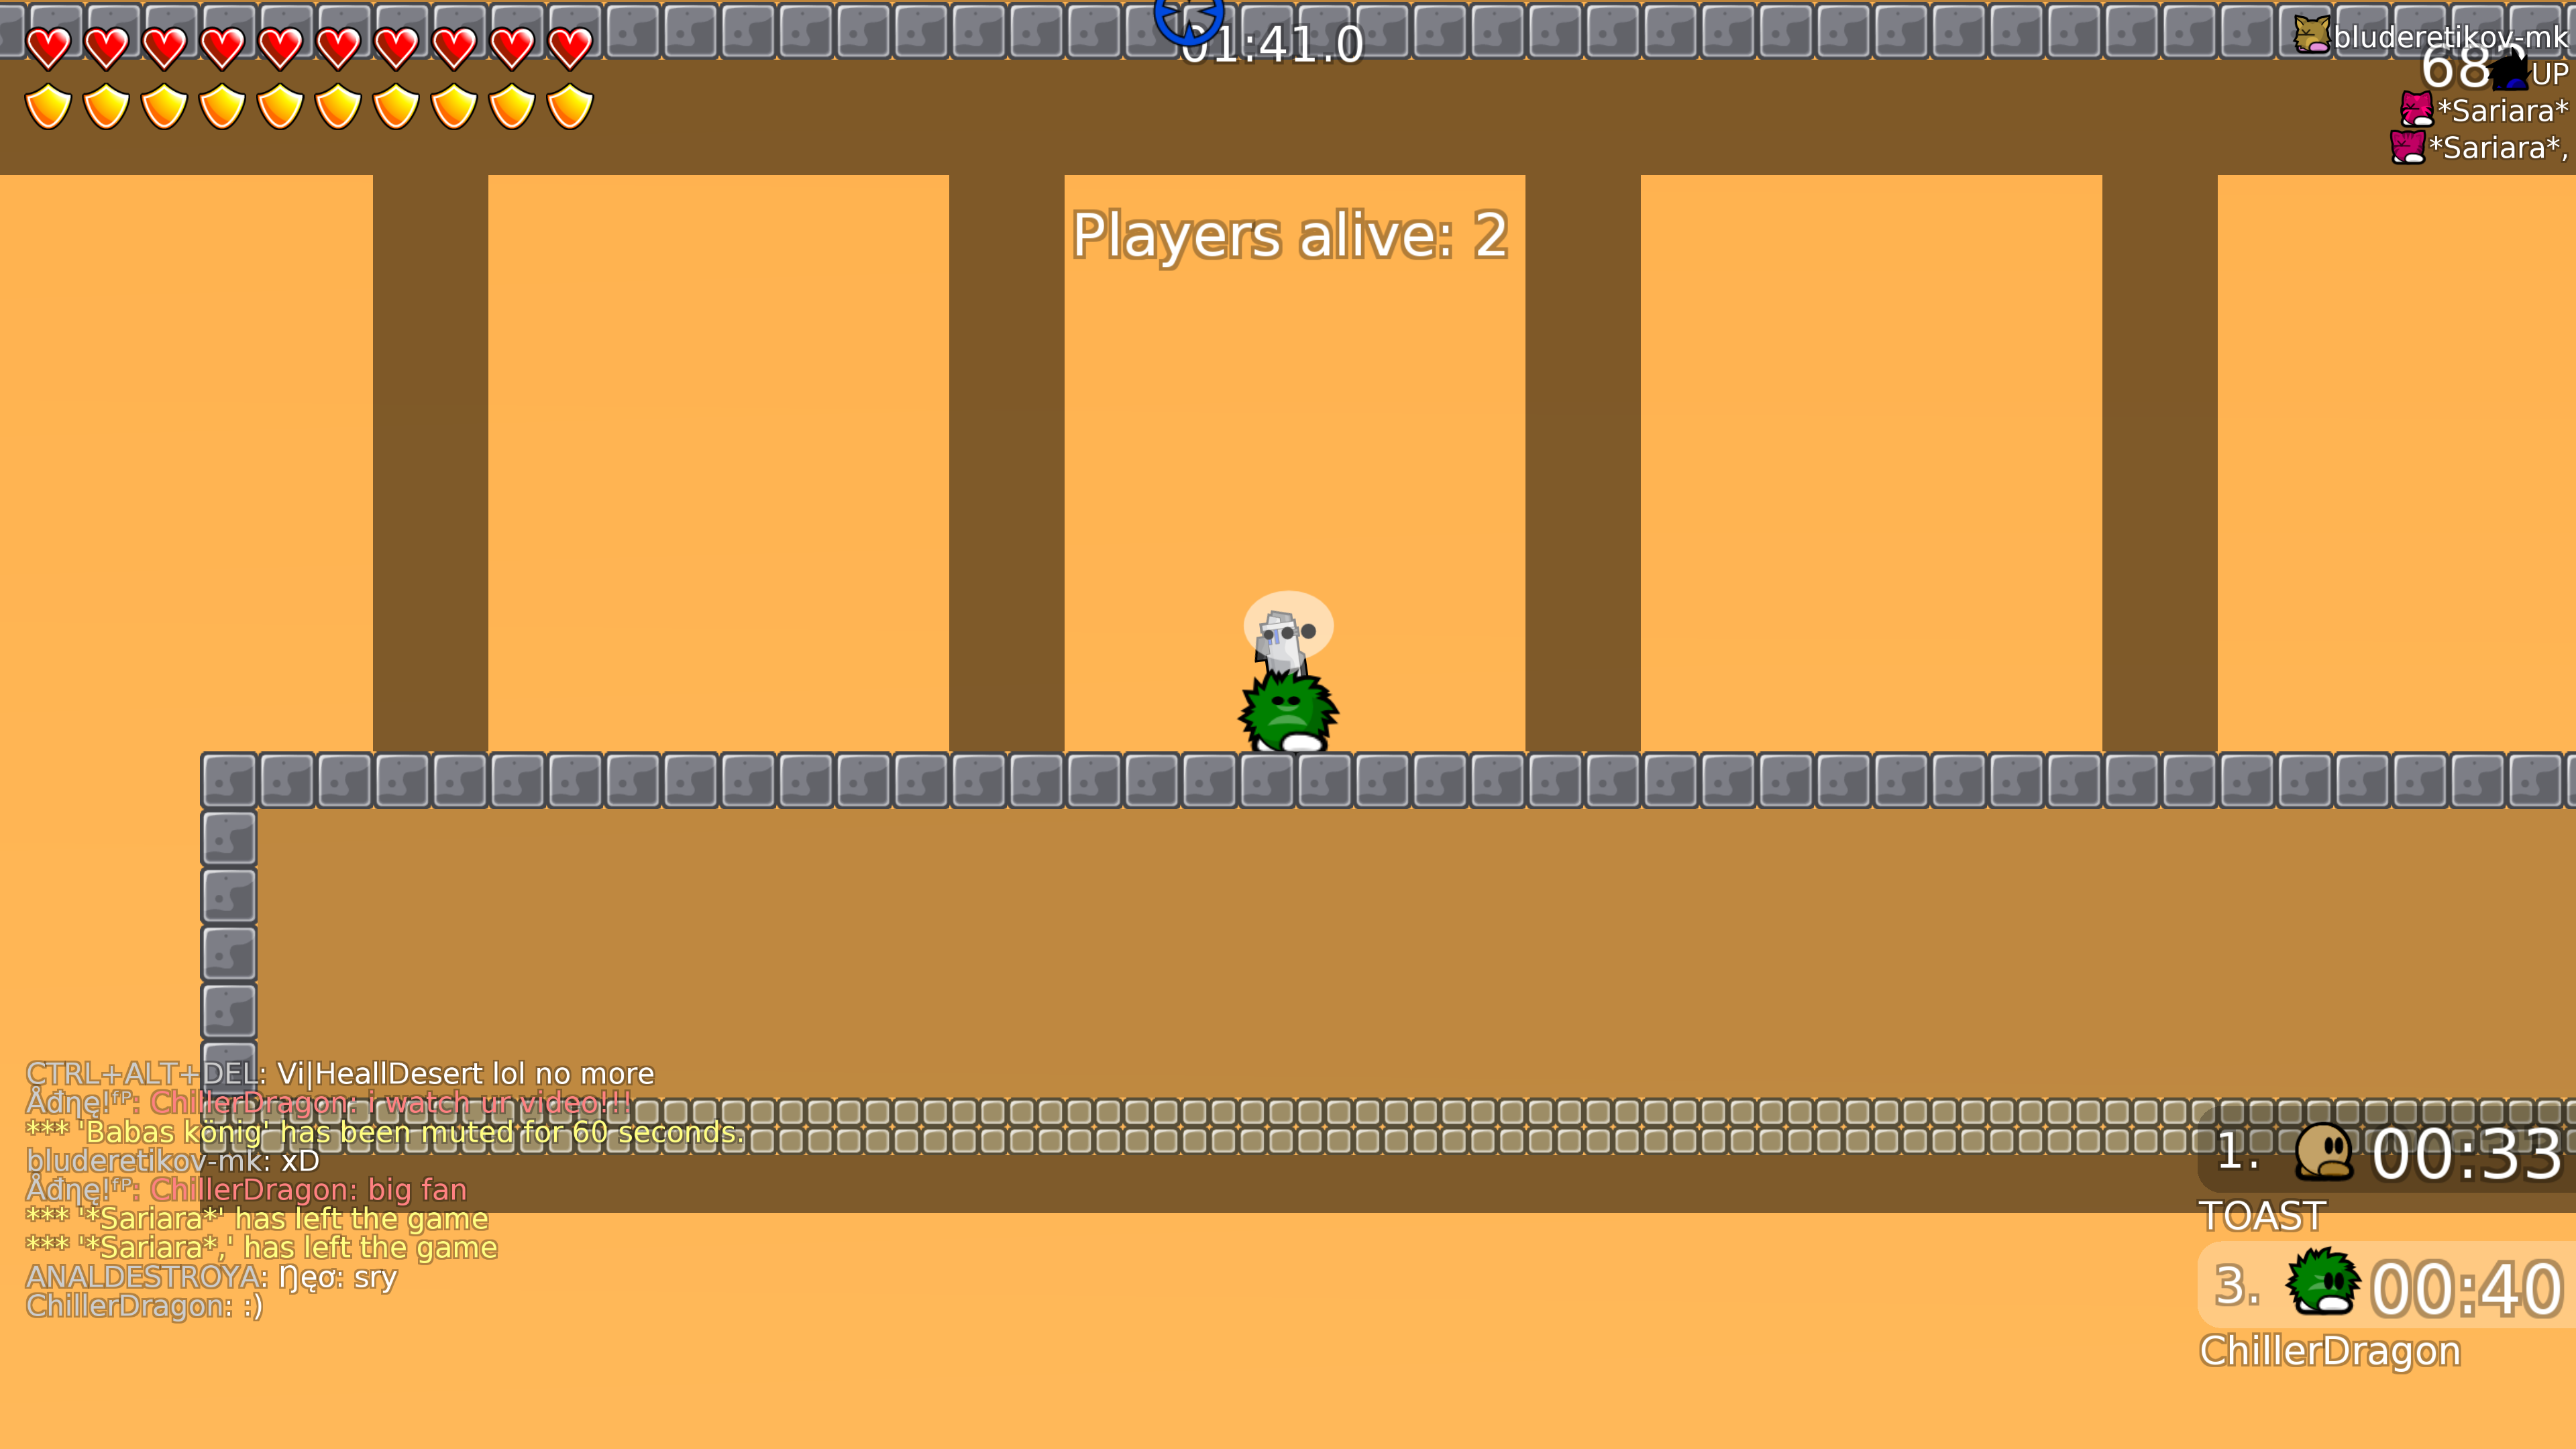 01:41.0
bluderetikov-mk
68
UP
*Sariara*
*Sariara*,
Players alive: 2
CTRL+ALT+DEL: Vi|HeallDesert lol no more
Åđηę!ᶠᴾ: ChillerDragon: i watch ur video!!!
*** 'Babas könig' has been muted for 60 seconds.
bluderetikov-mk: xD
Åđηę!ᶠᴾ: ChillerDragon: big fan
*** '*Sariara*' has left the game
*** '*Sariara*,' has left the game
ANALDESTROYA: Ŋęơ: sry
ChillerDragon: :)
1. 00:33
TOAST
3. 00:40
ChillerDragon